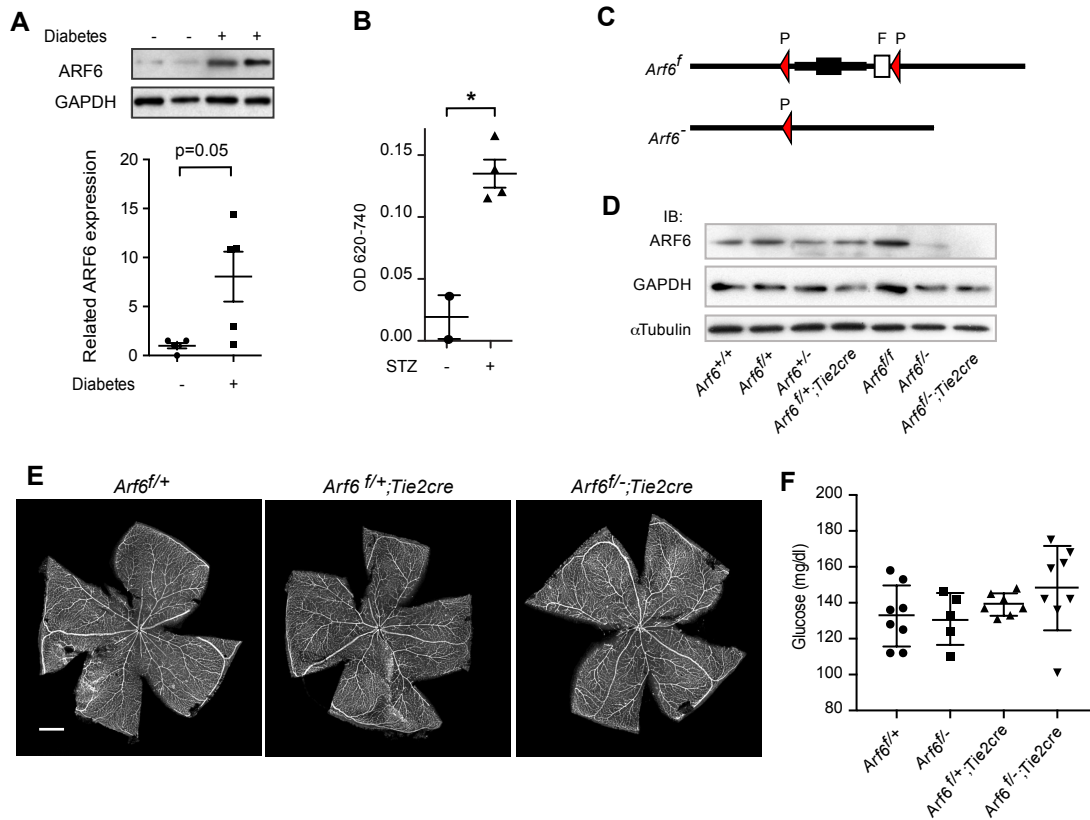 A
Diabetes - - + +
ARF6
GAPDH
p=0.05
20
15
10
5
0
Related ARF6 expression
- +
Diabetes
B
*
0.15
0.10
0.05
0.00
OD 620-740
STZ - +
C
P F P
Arf6f
P
Arf6-
D
IB:
ARF6
GAPDH
αTubulin
Arf6+/+
Arf6f/+
Arf6+/-
Arf6 f/+;Tie2cre
Arf6f/f
Arf6f/-
Arf6f/-;Tie2cre
E
Arf6f/+ Arf6 f/+;Tie2cre Arf6f/-;Tie2cre
F
200
180
160
140
120
100
80
Glucose (mg/dl)
Arf6f/+
Arf6f/-
Arf6 f/+;Tie2cre
Arf6 f/-;Tie2cre